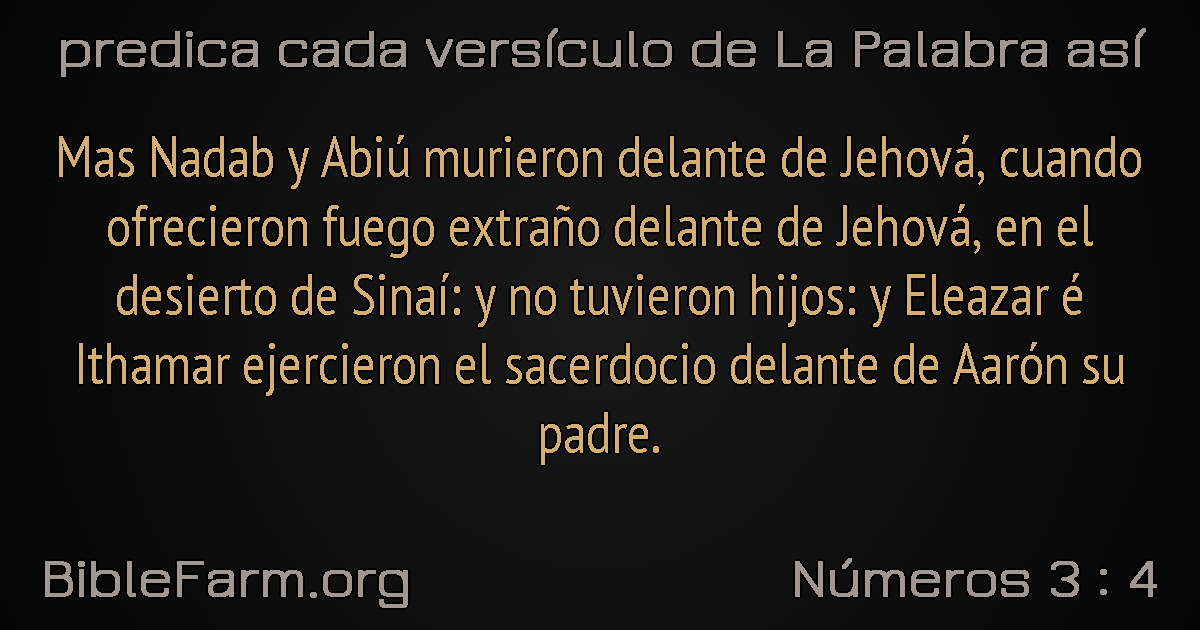 predica cada versículo de La Palabra así
Mas Nadab y Abiú murieron delante de Jehová, cuando
ofrecieron fuego extraño delante de Jehová, en el
desierto de Sinaí: y no tuvieron hijos: y Eleazar é
Ithamar ejercieron el sacerdocio delante de Aarón su
padre.
BibleFarm.org
Números 3 : 4